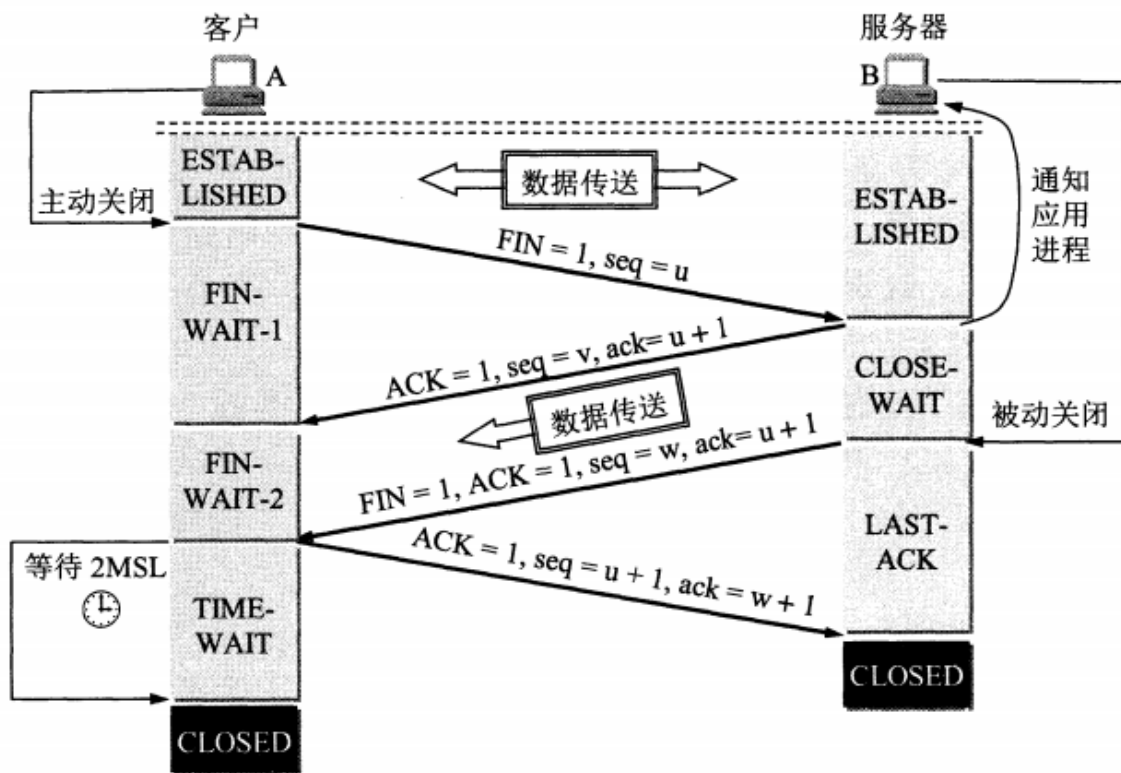 客户
服务器
A
B
ESTAB-
LISHED
数据传送
主动关闭
ESTAB-
LISHED
通知
应用
进程
FIN = 1, seq = u
FIN-
WAIT-1
ACK = 1, seq = v, ack= u + 1
CLOSE-
WAIT
数据传送
被动关闭
FIN-
WAIT-2
FIN = 1, ACK = 1, seq = w, ack= u + 1
LAST-
ACK
ACK = 1, seq = u + 1, ack = w + 1
等待 2MSL
TIME-
WAIT
CLOSED
CLOSED